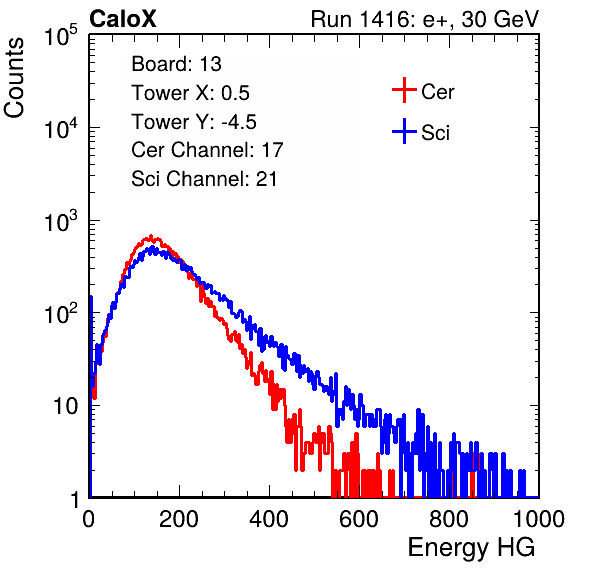 CaloX Run 1416: e+, 30 GeV
Counts
Board: 13
Tower X: 0.5
Tower Y: -4.5
Cer Channel: 17
Sci Channel: 21
Cer
Sci
10^5
10^4
10^3
10^2
10
1
0 200 400 600 800 1000
Energy HG